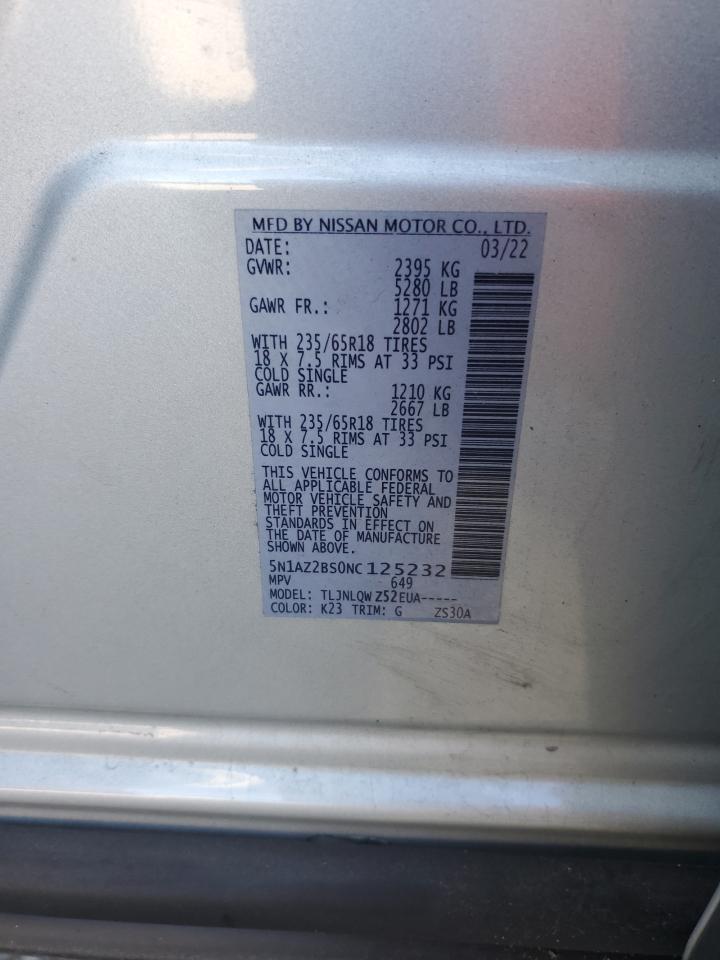 MFD BY NISSAN MOTOR CO., LTD.
DATE: 03/22
GVWR: 2395 KG
5280 LB
GAWR FR.: 1271 KG
2802 LB
WITH 235/65R18 TIRES
18 X 7.5 RIMS AT 33 PSI
COLD SINGLE
GAWR RR.: 1210 KG
2667 LB
WITH 235/65R18 TIRES
18 X 7.5 RIMS AT 33 PSI
COLD SINGLE
THIS VEHICLE CONFORMS TO
ALL APPLICABLE FEDERAL
MOTOR VEHICLE SAFETY AND
THEFT PREVENTION
STANDARDS IN EFFECT ON
THE DATE OF MANUFACTURE
SHOWN ABOVE.
5N1AZ2BS0NC125232
MPV 649
MODEL: TLJNLQWZ52EUA-----
COLOR: K23 TRIM: G ZS30A